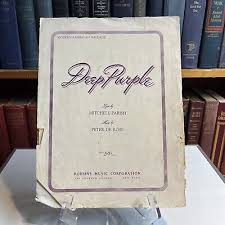 Deep Purple
Lyric by
MITCHELL PARISH
Music by
PETER DE ROSE
ROBBINS MUSIC CORPORATION